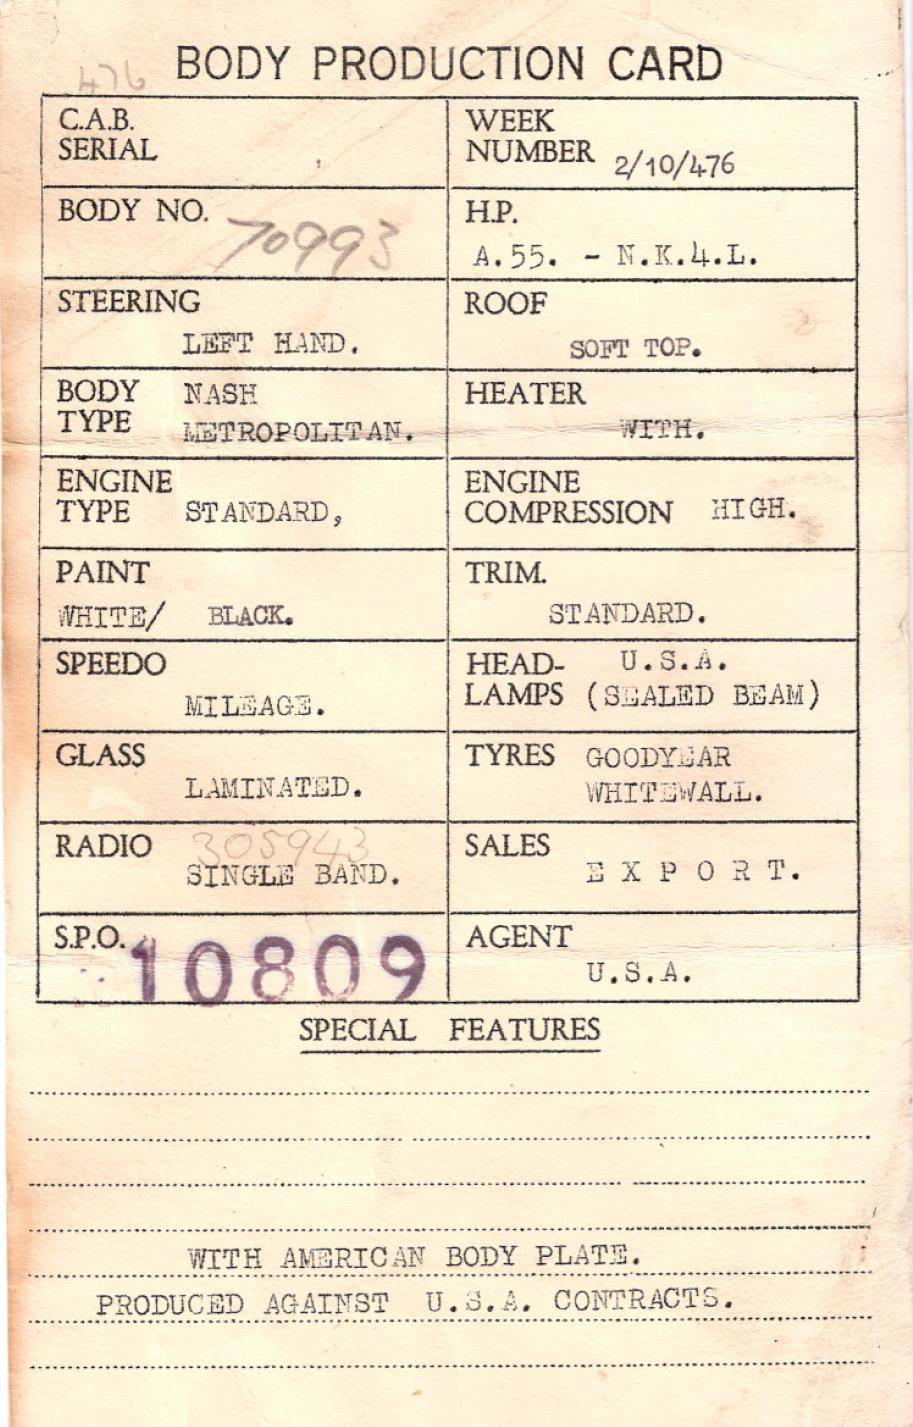 BODY PRODUCTION CARD
476
C.A.B.
SERIAL
WEEK
NUMBER 2/10/476
BODY NO. 70993
H.P.
A.55. - N.K.4.L.
STEERING
LEFT HAND.
ROOF
SOFT TOP.
BODY
TYPE
NASH
METROPOLITAN.
HEATER
WITH.
ENGINE
TYPE STANDARD,
ENGINE
COMPRESSION HIGH.
PAINT
WHITE/ BLACK.
TRIM.
STANDARD.
SPEEDO
MILEAGE.
HEAD-
LAMPS
U.S.A.
(SEALED BEAM)
GLASS
LAMINATED.
TYRES
GOODYEAR
WHITEWALL.
RADIO 305943
SINGLE BAND.
SALES
E X P O R T.
S.P.O. 10809
AGENT
U.S.A.
SPECIAL FEATURES
WITH AMERICAN BODY PLATE.
PRODUCED AGAINST U.S.A. CONTRACTS.